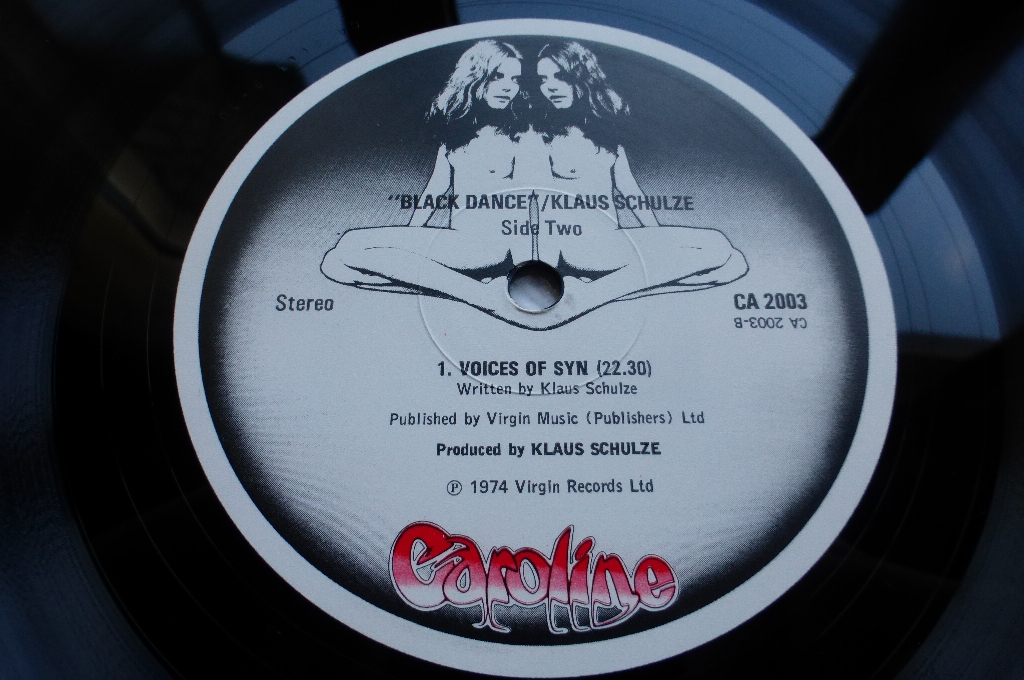 "BLACK DANCE"/KLAUS SCHULZE
Side Two
Stereo
CA 2003
CA 2003-B
1. VOICES OF SYN (22.30)
Written by Klaus Schulze
Published by Virgin Music (Publishers) Ltd
Produced by KLAUS SCHULZE
℗ 1974 Virgin Records Ltd
Caroline